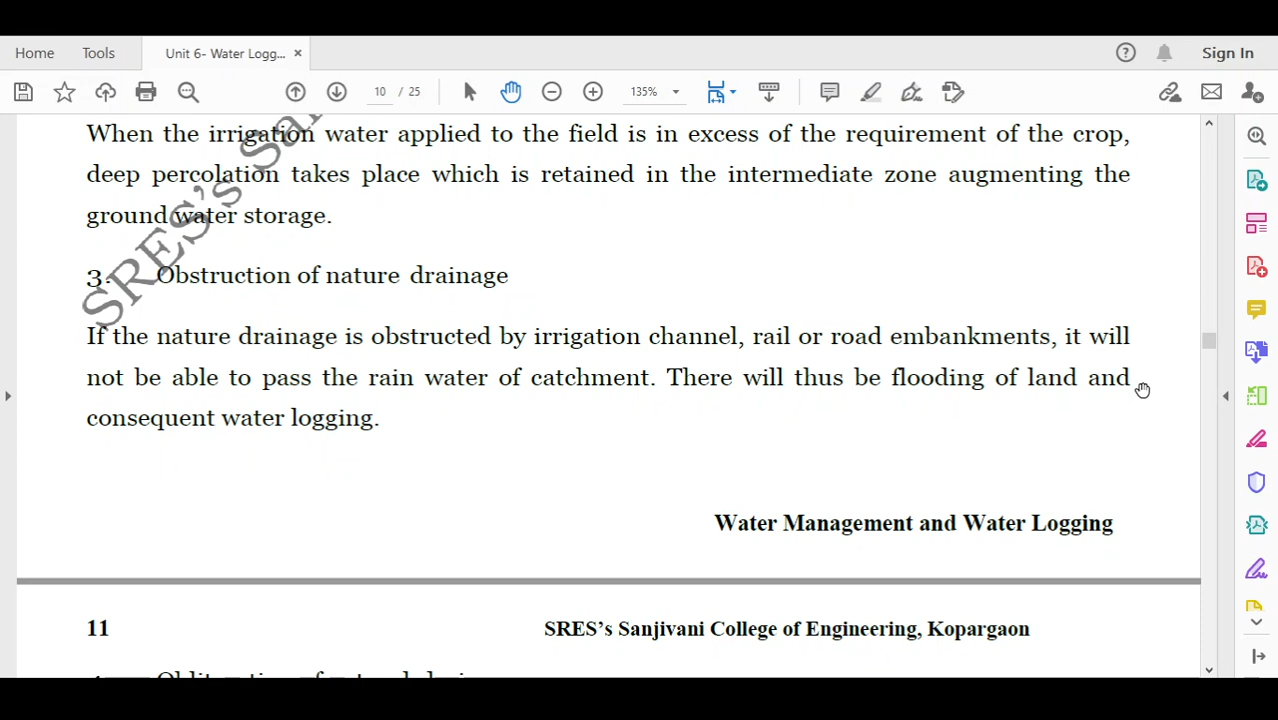 Home Tools Unit 6- Water Logg... × Sign In
10 / 25 135%
When the irrigation water applied to the field is in excess of the requirement of the crop,
deep percolation takes place which is retained in the intermediate zone augmenting the
ground water storage.
3. Obstruction of nature drainage
If the nature drainage is obstructed by irrigation channel, rail or road embankments, it will
not be able to pass the rain water of catchment. There will thus be flooding of land and
consequent water logging.
SRES's San
Water Management and Water Logging
11 SRES's Sanjivani College of Engineering, Kopargaon